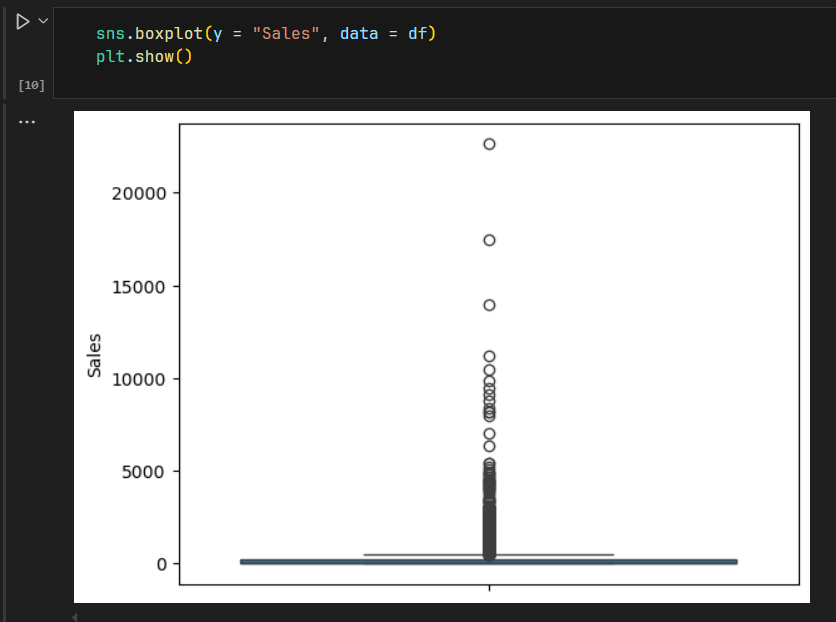 sns.boxplot(y = "Sales", data = df)
plt.show()
[10]
...
20000
15000
10000
5000
0
Sales